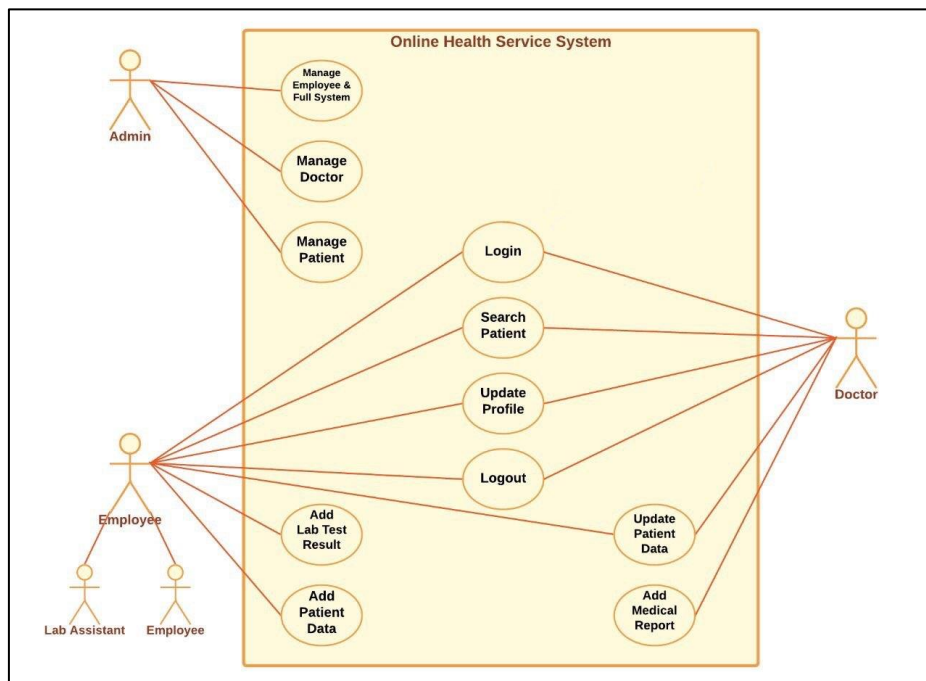 Online Health Service System
Manage
Employee &
Full System
Admin
Manage
Doctor
Manage
Patient
Login
Search
Patient
Doctor
Update
Profile
Logout
Employee
Add
Lab Test
Result
Update
Patient
Data
Lab Assistant
Employee
Add
Patient
Data
Add
Medical
Report